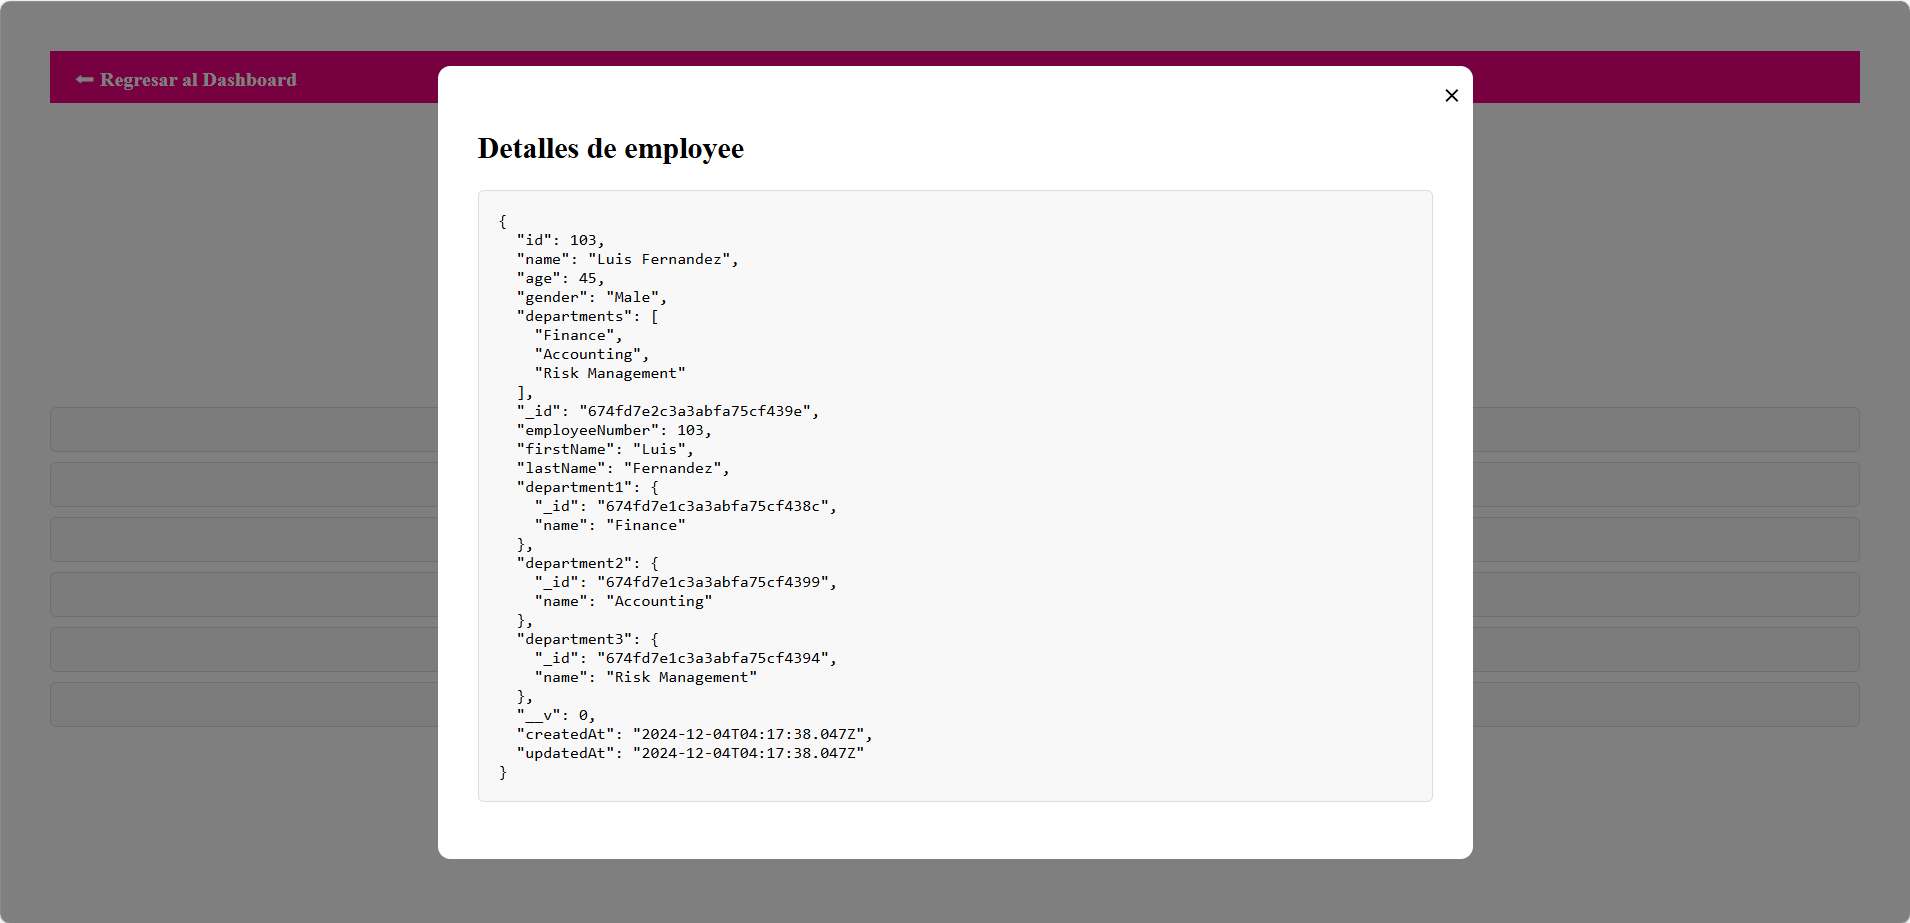 ⬅ Regresar al Dashboard
×
Detalles de employee
{
  "id": 103,
  "name": "Luis Fernandez",
  "age": 45,
  "gender": "Male",
  "departments": [
    "Finance",
    "Accounting",
    "Risk Management"
  ],
  "_id": "674fd7e2c3a3abfa75cf439e",
  "employeeNumber": 103,
  "firstName": "Luis",
  "lastName": "Fernandez",
  "department1": {
    "_id": "674fd7e1c3a3abfa75cf438c",
    "name": "Finance"
  },
  "department2": {
    "_id": "674fd7e1c3a3abfa75cf4399",
    "name": "Accounting"
  },
  "department3": {
    "_id": "674fd7e1c3a3abfa75cf4394",
    "name": "Risk Management"
  },
  "__v": 0,
  "createdAt": "2024-12-04T04:17:38.047Z",
  "updatedAt": "2024-12-04T04:17:38.047Z"
}